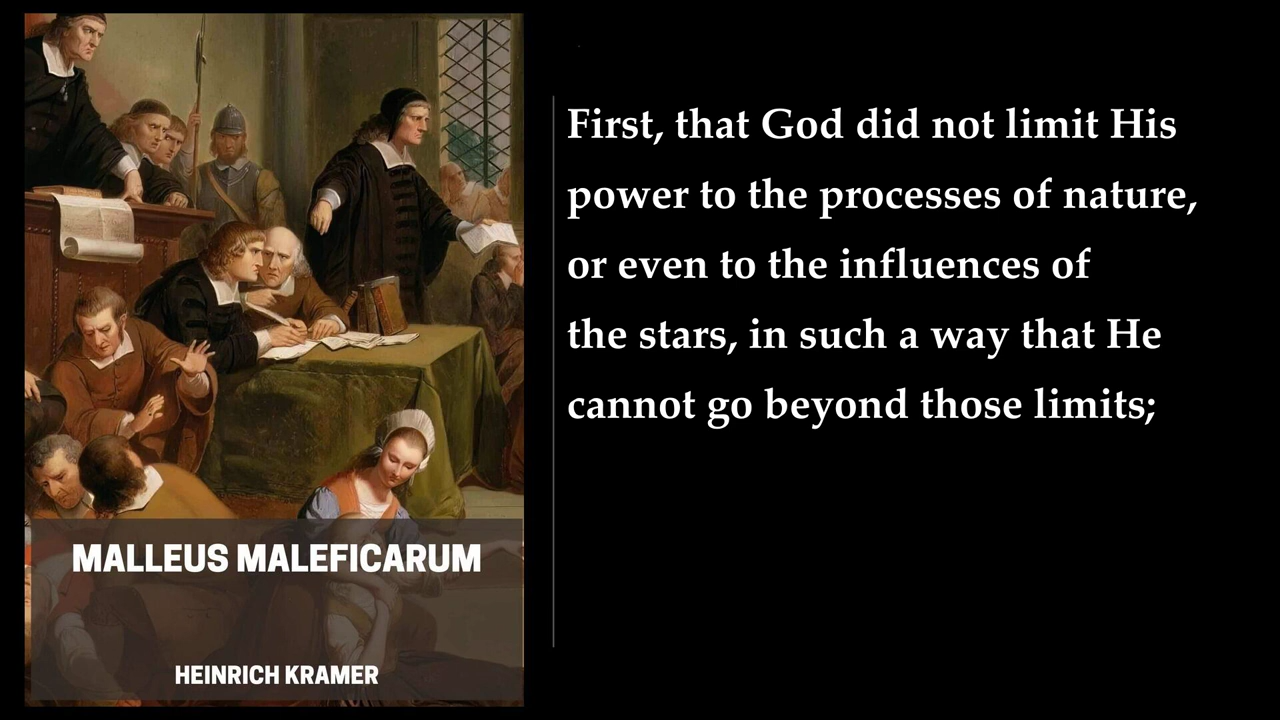 MALLEUS MALEFICARUM
HEINRICH KRAMER
First, that God did not limit His
power to the processes of nature,
or even to the influences of
the stars, in such a way that He
cannot go beyond those limits;